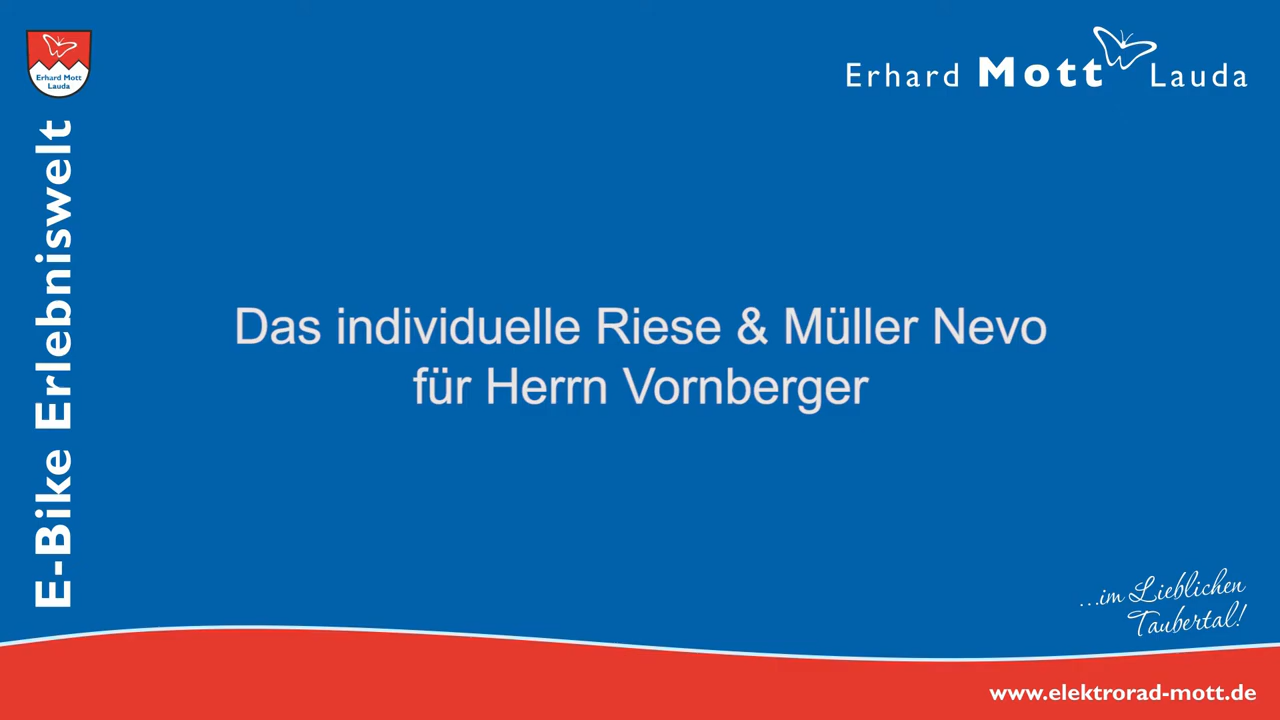 Erhard Mott
Lauda
E-Bike Erlebniswelt
Erhard Mott Lauda
Das individuelle Riese & Müller Nevo
für Herrn Vornberger
...im Lieblichen
Taubertal!
www.elektrorad-mott.de